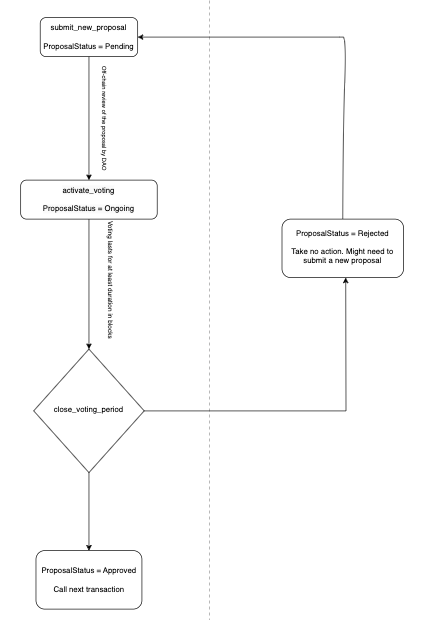 submit_new_proposal
ProposalStatus = Pending
Off-chain review of the proposal by DAO
activate_voting
ProposalStatus = Ongoing
Voting lasts for at least duration in blocks
ProposalStatus = Rejected
Take no action. Might need to
submit a new proposal
close_voting_period
ProposalStatus = Approved
Call next transaction